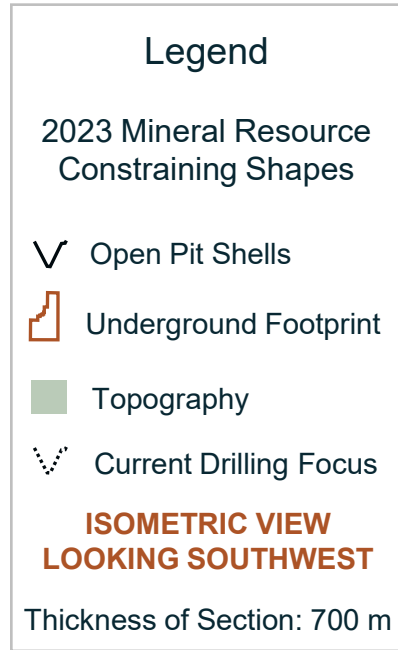 Legend
2023 Mineral Resource
Constraining Shapes
Open Pit Shells
Underground Footprint
Topography
Current Drilling Focus
ISOMETRIC VIEW
LOOKING SOUTHWEST
Thickness of Section: 700 m